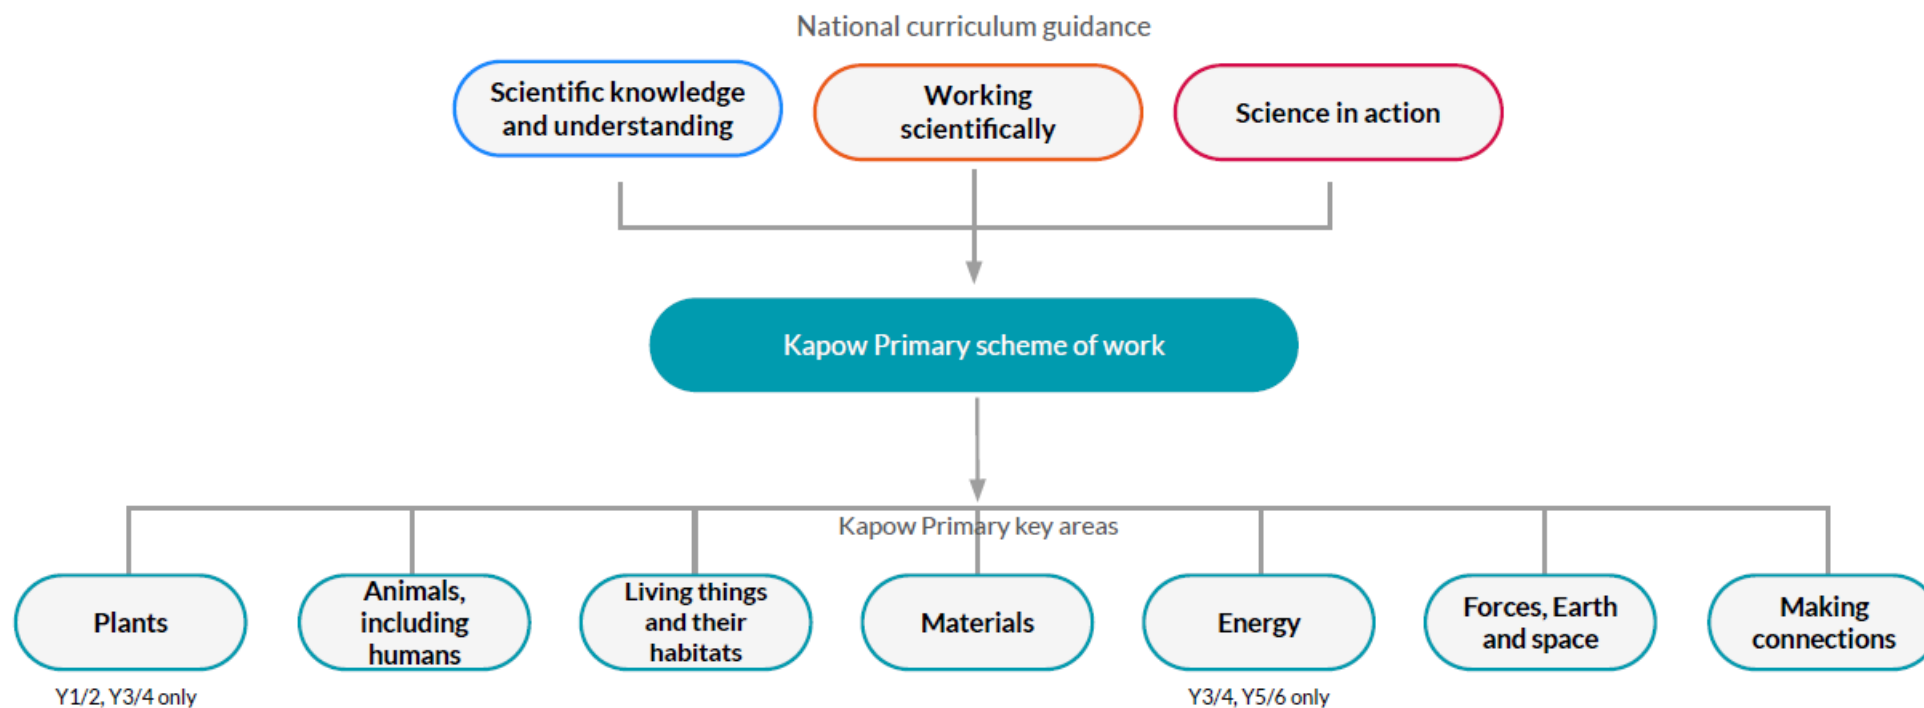 National curriculum guidance
Scientific knowledge
and understanding
Working
scientifically
Science in action
Kapow Primary scheme of work
Kapow Primary key areas
Plants
Animals,
including
humans
Living things
and their
habitats
Materials
Energy
Forces, Earth
and space
Making
connections
Y1/2, Y3/4 only
Y3/4, Y5/6 only